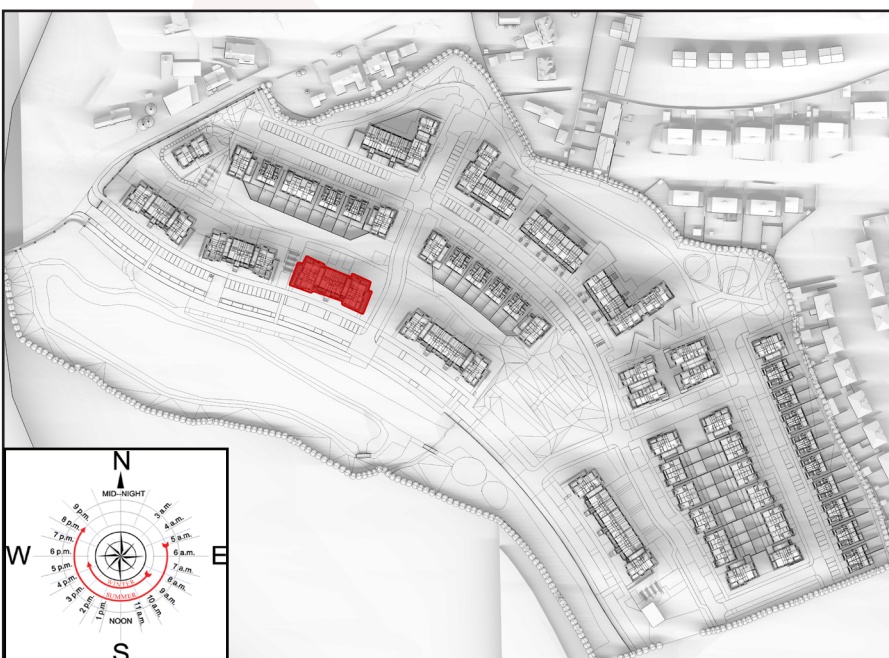 N
MID-NIGHT
9 p.m.
3 a.m.
8 p.m.
4 a.m.
7 p.m.
5 a.m.
W
6 p.m.
6 a.m.
E
5 p.m.
7 a.m.
4 p.m.
WINTER
8 a.m.
3 p.m.
SUMMER
9 a.m.
2 p.m.
10 a.m.
1 p.m.
11 a.m.
NOON
S